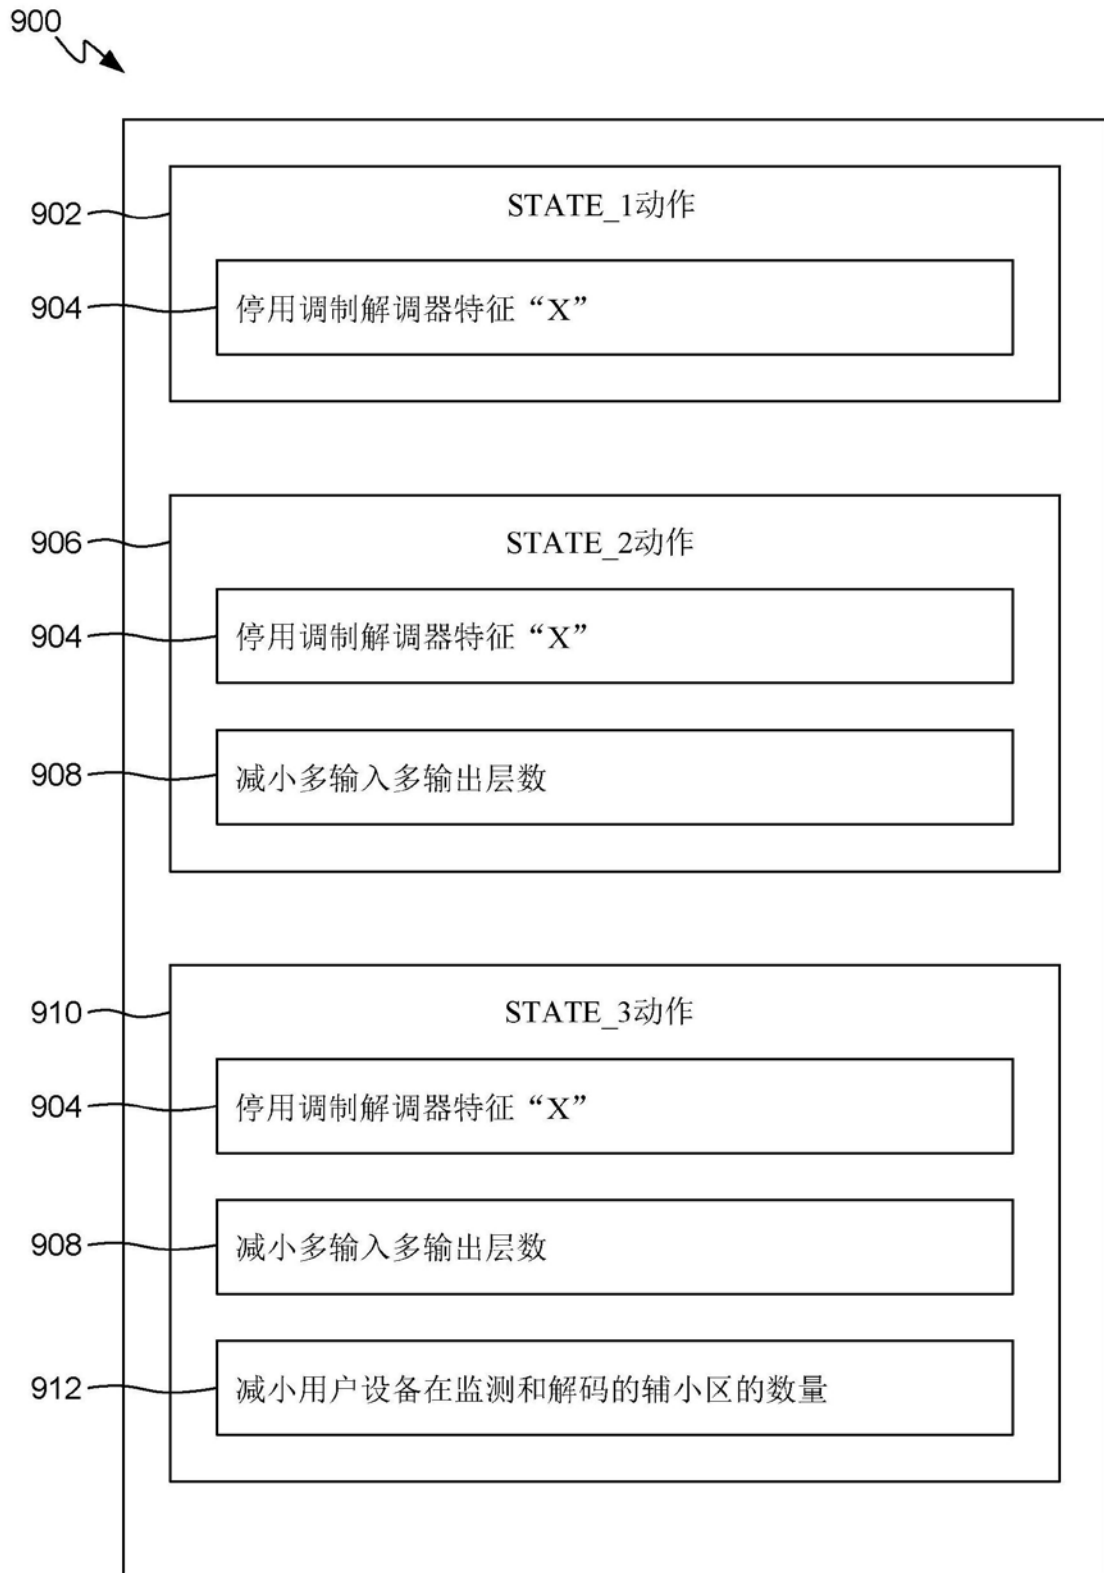 900
902
STATE_1动作
904
停用调制解调器特征“X”
906
STATE_2动作
904
停用调制解调器特征“X”
908
减小多输入多输出层数
910
STATE_3动作
904
停用调制解调器特征“X”
908
减小多输入多输出层数
912
减小用户设备在监测和解码的辅小区的数量